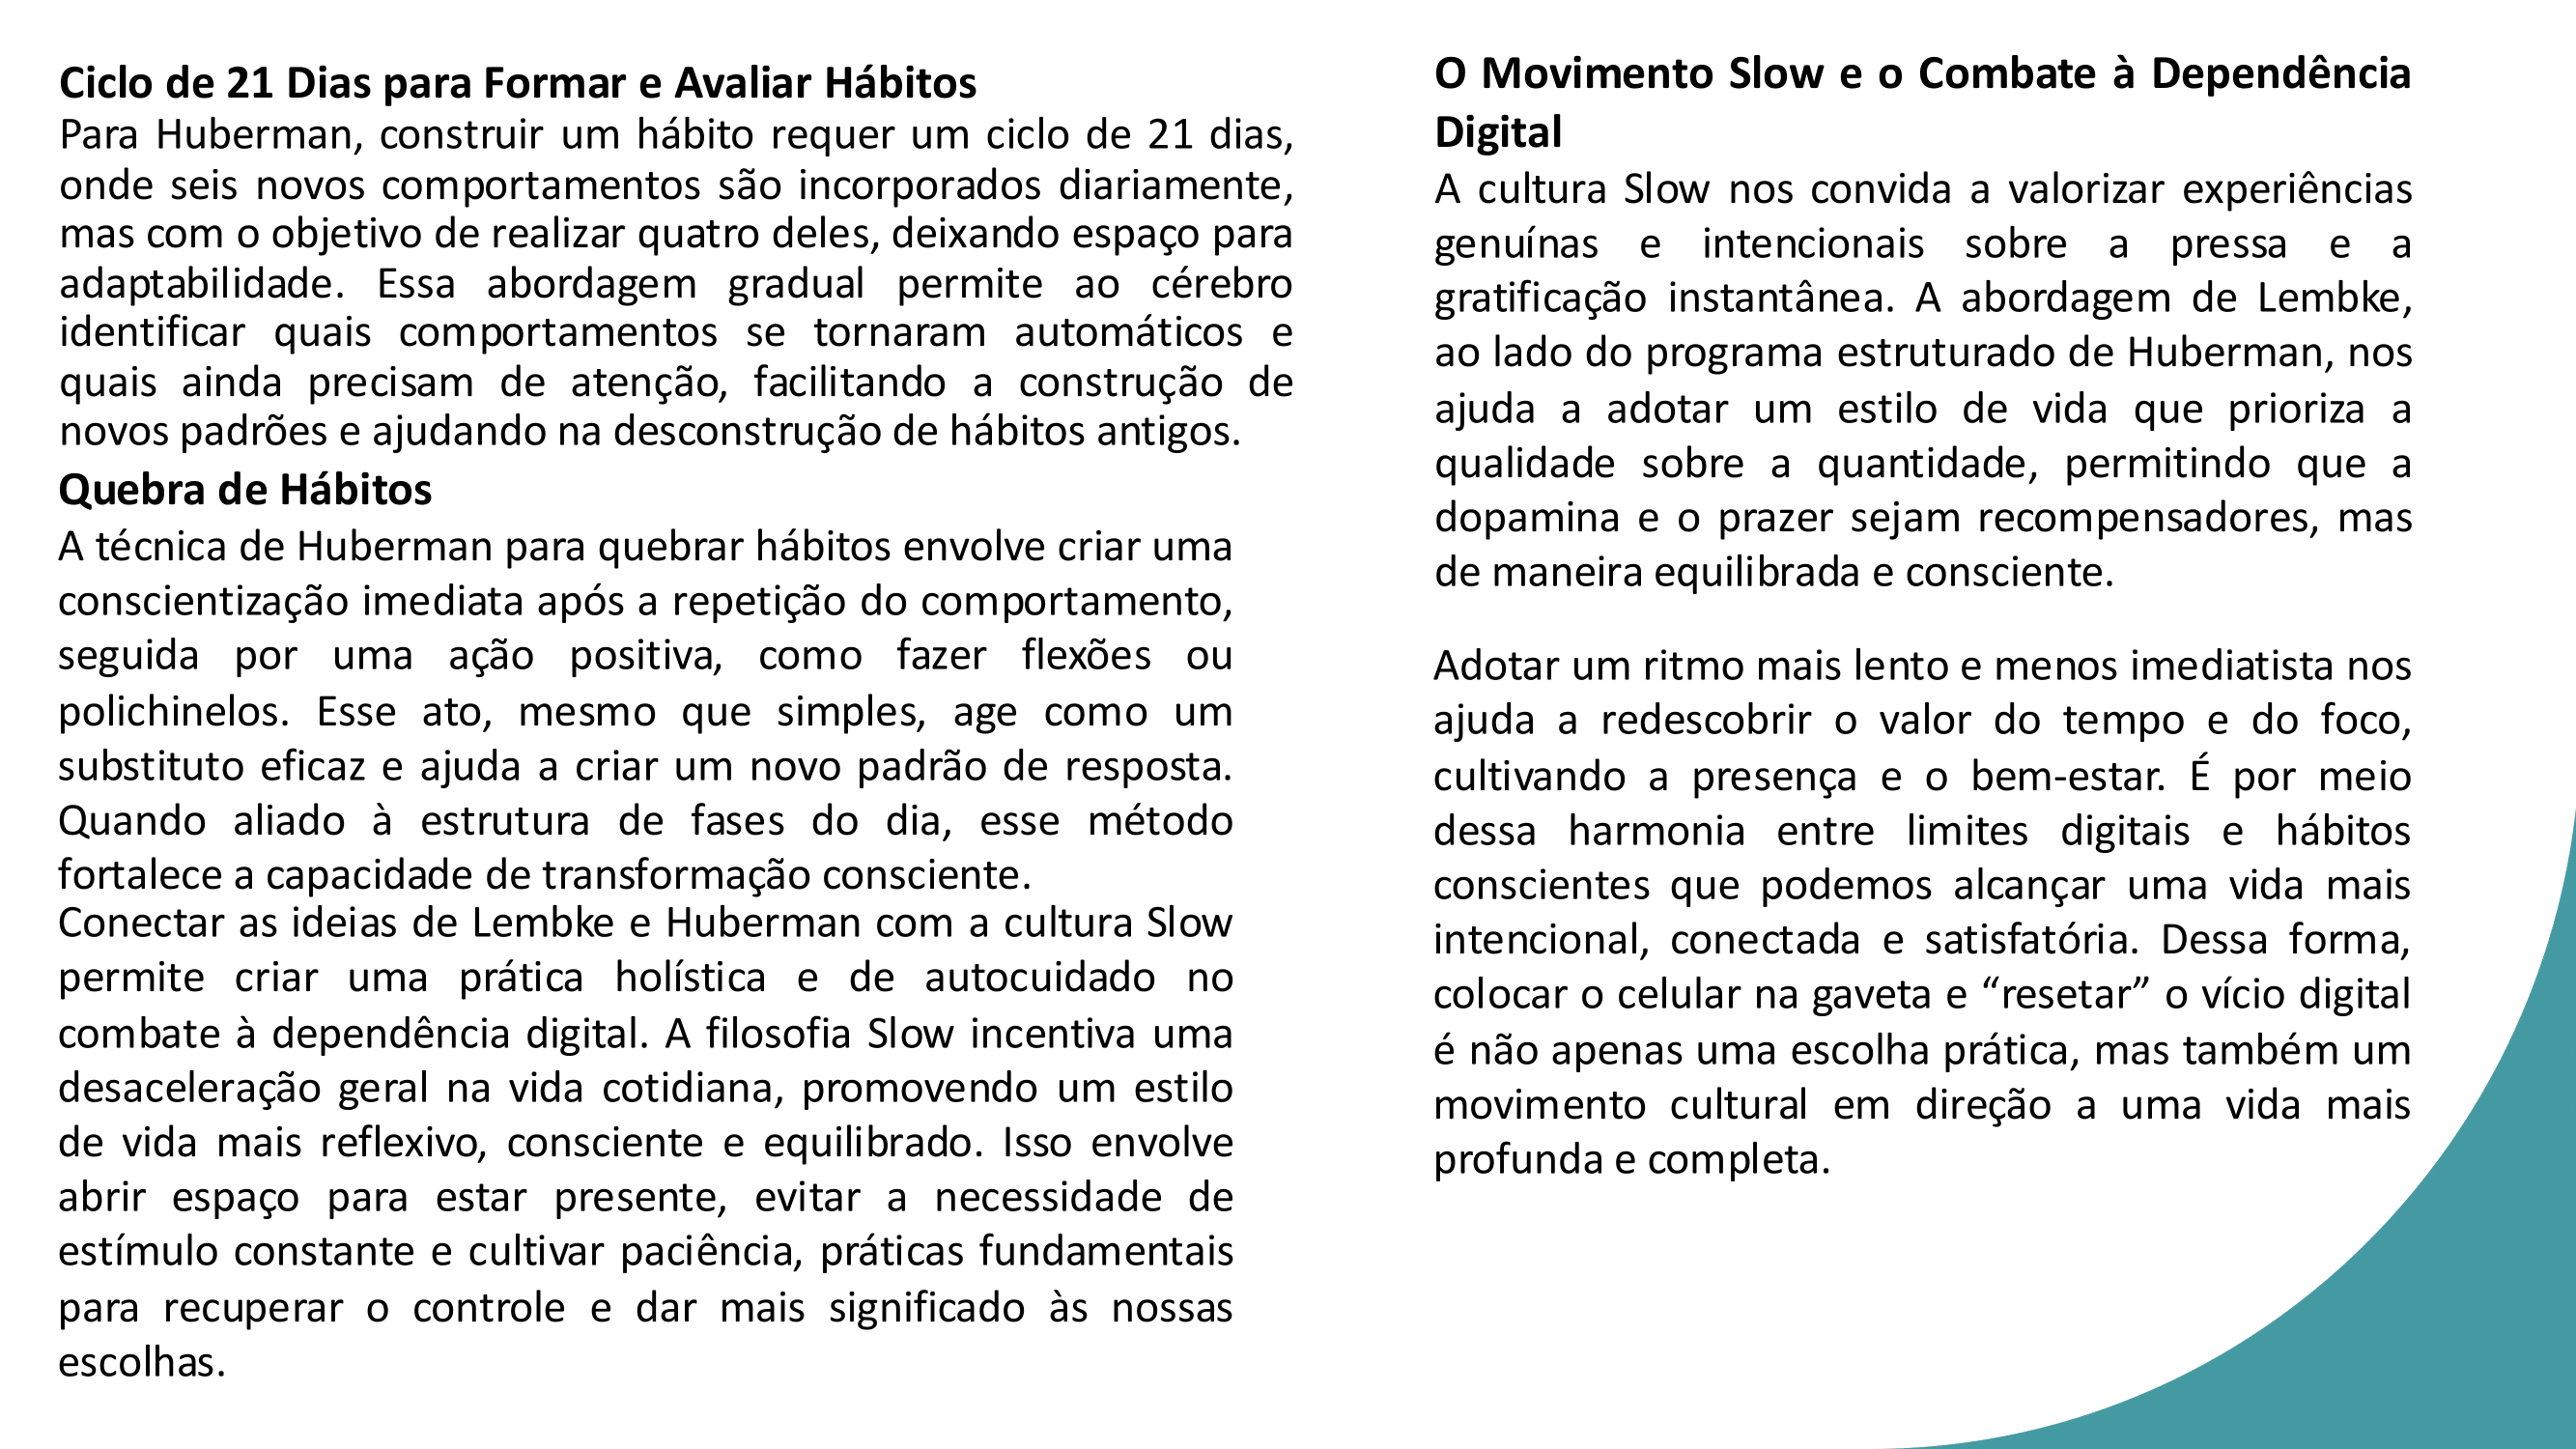 Ciclo de 21 Dias para Formar e Avaliar Hábitos
Para Huberman, construir um hábito requer um ciclo de 21 dias,
onde seis novos comportamentos são incorporados diariamente,
mas com o objetivo de realizar quatro deles, deixando espaço para
adaptabilidade. Essa abordagem gradual permite ao cérebro
identificar quais comportamentos se tornaram automáticos e
quais ainda precisam de atenção, facilitando a construção de
novos padrões e ajudando na desconstrução de hábitos antigos.
Quebra de Hábitos
A técnica de Huberman para quebrar hábitos envolve criar uma
conscientização imediata após a repetição do comportamento,
seguida por uma ação positiva, como fazer flexões ou
polichinelos. Esse ato, mesmo que simples, age como um
substituto eficaz e ajuda a criar um novo padrão de resposta.
Quando aliado à estrutura de fases do dia, esse método
fortalece a capacidade de transformação consciente.
Conectar as ideias de Lembke e Huberman com a cultura Slow
permite criar uma prática holística e de autocuidado no
combate à dependência digital. A filosofia Slow incentiva uma
desaceleração geral na vida cotidiana, promovendo um estilo
de vida mais reflexivo, consciente e equilibrado. Isso envolve
abrir espaço para estar presente, evitar a necessidade de
estímulo constante e cultivar paciência, práticas fundamentais
para recuperar o controle e dar mais significado às nossas
escolhas.
O Movimento Slow e o Combate à Dependência
Digital
A cultura Slow nos convida a valorizar experiências
genuínas e intencionais sobre a pressa e a
gratificação instantânea. A abordagem de Lembke,
ao lado do programa estruturado de Huberman, nos
ajuda a adotar um estilo de vida que prioriza a
qualidade sobre a quantidade, permitindo que a
dopamina e o prazer sejam recompensadores, mas
de maneira equilibrada e consciente.
Adotar um ritmo mais lento e menos imediatista nos
ajuda a redescobrir o valor do tempo e do foco,
cultivando a presença e o bem-estar. É por meio
dessa harmonia entre limites digitais e hábitos
conscientes que podemos alcançar uma vida mais
intencional, conectada e satisfatória. Dessa forma,
colocar o celular na gaveta e “resetar” o vício digital
é não apenas uma escolha prática, mas também um
movimento cultural em direção a uma vida mais
profunda e completa.